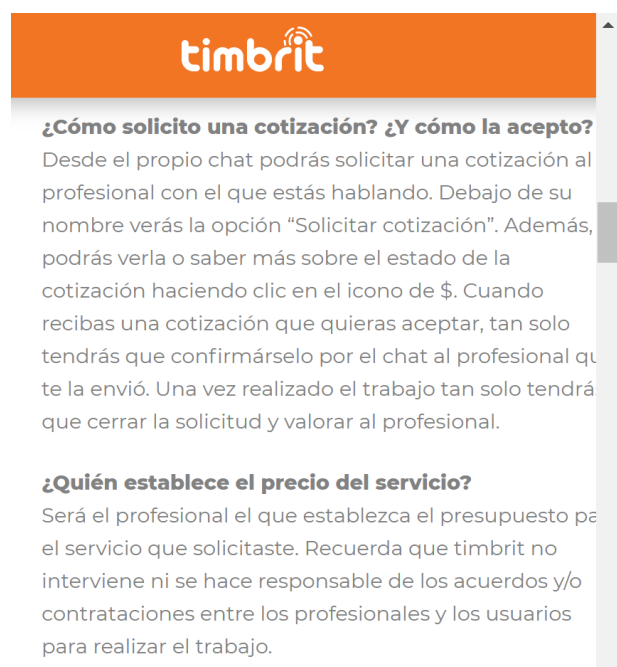 timbrit
¿Cómo solicito una cotización? ¿Y cómo la acepto?
Desde el propio chat podrás solicitar una cotización al
profesional con el que estás hablando. Debajo de su
nombre verás la opción “Solicitar cotización”. Además,
podrás verla o saber más sobre el estado de la
cotización haciendo clic en el icono de $. Cuando
recibas una cotización que quieras aceptar, tan solo
tendrás que confirmárselo por el chat al profesional
te la envió. Una vez realizado el trabajo tan solo
que cerrar la solicitud y valorar al profesional.
¿Quién establece el precio del servicio?
Será el profesional el que establezca el presupuesto
el servicio que solicitaste. Recuerda que timbrit no
interviene ni se hace responsable de los acuerdos y/o
contrataciones entre los profesionales y los usuarios
para realizar el trabajo.